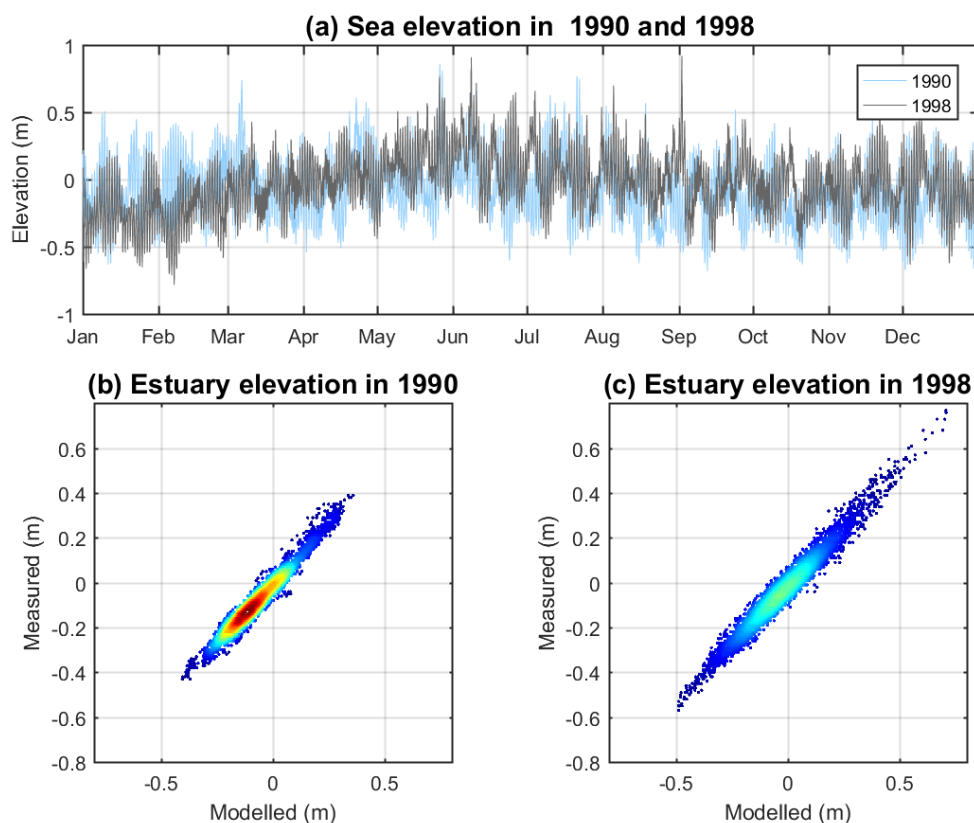 (a) Sea elevation in 1990 and 1998
1
0.5
0
-0.5
-1
Elevation (m)
1990
1998
Jan Feb Mar Apr May Jun Jul Aug Sep Oct Nov Dec
(b) Estuary elevation in 1990
0.6
0.4
0.2
0
-0.2
-0.4
-0.6
-0.8
Measured (m)
-0.5 0 0.5
Modelled (m)
(c) Estuary elevation in 1998
0.6
0.4
0.2
0
-0.2
-0.4
-0.6
-0.8
Measured (m)
-0.5 0 0.5
Modelled (m)